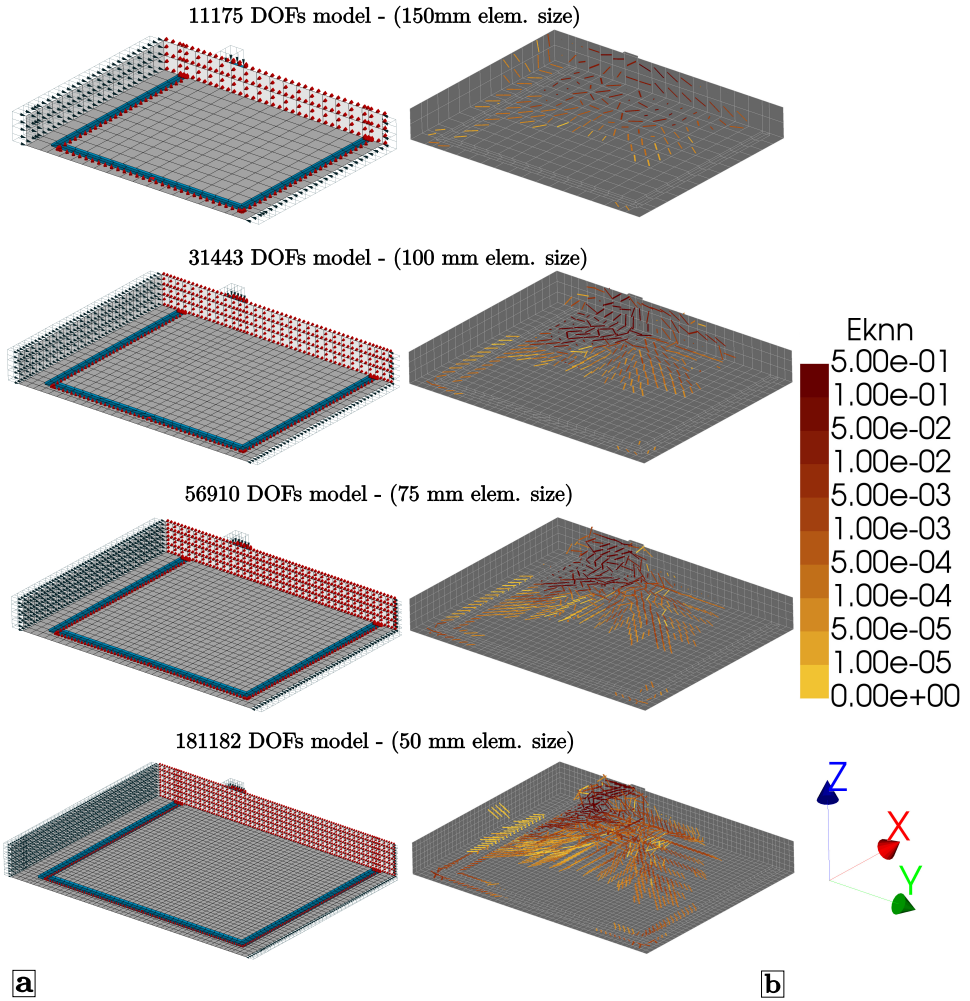 11175 DOFs model - (150mm elem. size)
31443 DOFs model - (100 mm elem. size)
56910 DOFs model - (75 mm elem. size)
181182 DOFs model - (50 mm elem. size)
Eknn
5.00e-01
1.00e-01
5.00e-02
1.00e-02
5.00e-03
1.00e-03
5.00e-04
1.00e-04
5.00e-05
1.00e-05
0.00e+00
Z
X
Y
a
b